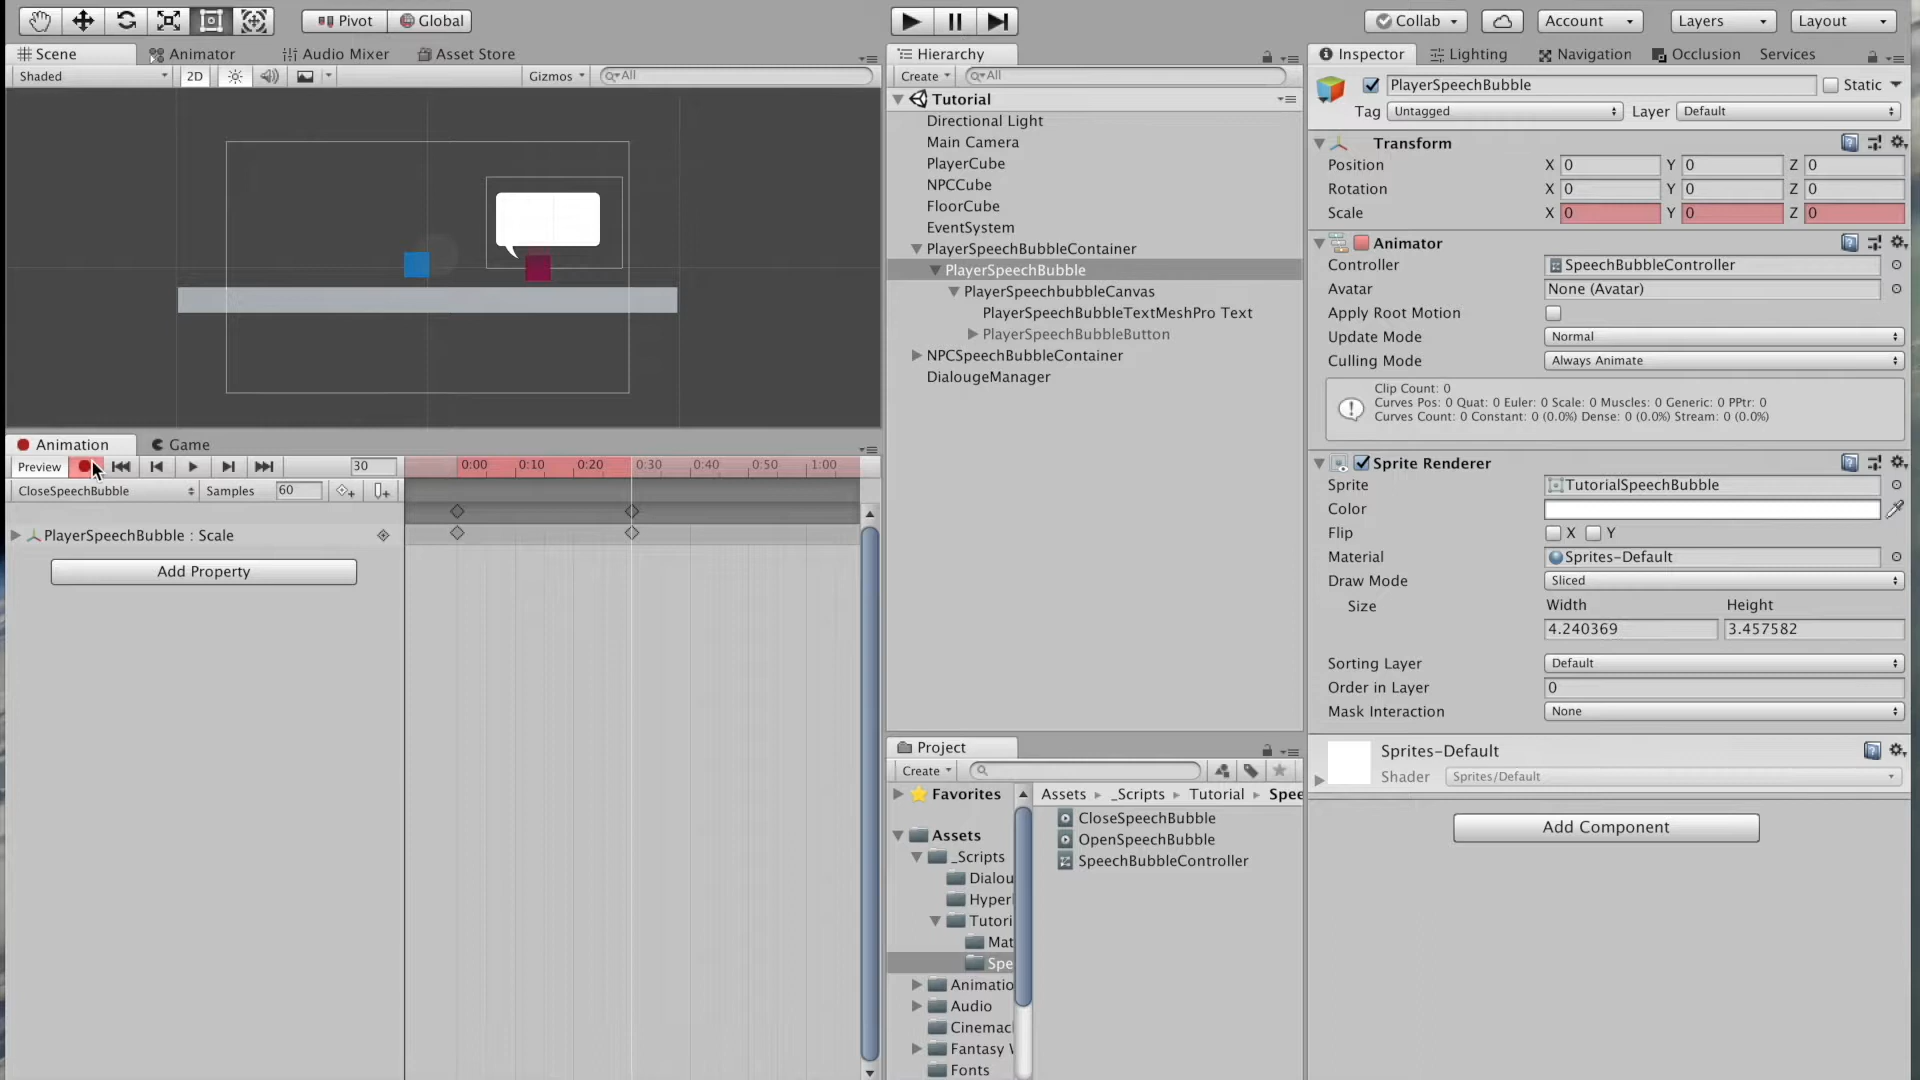 Pivot
Global
Collab
Account
Layers
Layout
Scene
Animator
Audio Mixer
Asset Store
Shaded
2D
Gizmos
All
Hierarchy
Create
All
Tutorial
Directional Light
Main Camera
PlayerCube
NPCCube
FloorCube
EventSystem
PlayerSpeechBubbleContainer
PlayerSpeechBubble
PlayerSpeechbubbleCanvas
PlayerSpeechBubbleTextMeshPro Text
PlayerSpeechBubbleButton
NPCSpeechBubbleContainer
DialougeManager
Animation
Game
Preview
30
0:00
0:10
0:20
0:30
0:40
0:50
1:00
CloseSpeechBubble
Samples
60
PlayerSpeechBubble : Scale
Add Property
Project
Create
Favorites
Assets
_Scripts
Dialou
Hyperl
Tutori
Mat
Spe
Animatio
Audio
Cinemac
Fantasy W
Fonts
Assets
_Scripts
Tutorial
Spee
CloseSpeechBubble
OpenSpeechBubble
SpeechBubbleController
Inspector
Lighting
Navigation
Occlusion
Services
PlayerSpeechBubble
Static
Tag Untagged
Layer Default
Transform
Position X 0 Y 0 Z 0
Rotation X 0 Y 0 Z 0
Scale X 0 Y 0 Z 0
Animator
Controller SpeechBubbleController
Avatar None (Avatar)
Apply Root Motion
Update Mode Normal
Culling Mode Always Animate
Clip Count: 0
Curves Pos: 0 Quat: 0 Euler: 0 Scale: 0 Muscles: 0 Generic: 0 PPtr: 0
Curves Count: 0 Constant: 0 (0.0%) Dense: 0 (0.0%) Stream: 0 (0.0%)
Sprite Renderer
Sprite TutorialSpeechBubble
Color
Flip X Y
Material Sprites-Default
Draw Mode Sliced
Size Width Height
4.240369 3.457582
Sorting Layer Default
Order in Layer 0
Mask Interaction None
Sprites-Default
Shader Sprites/Default
Add Component